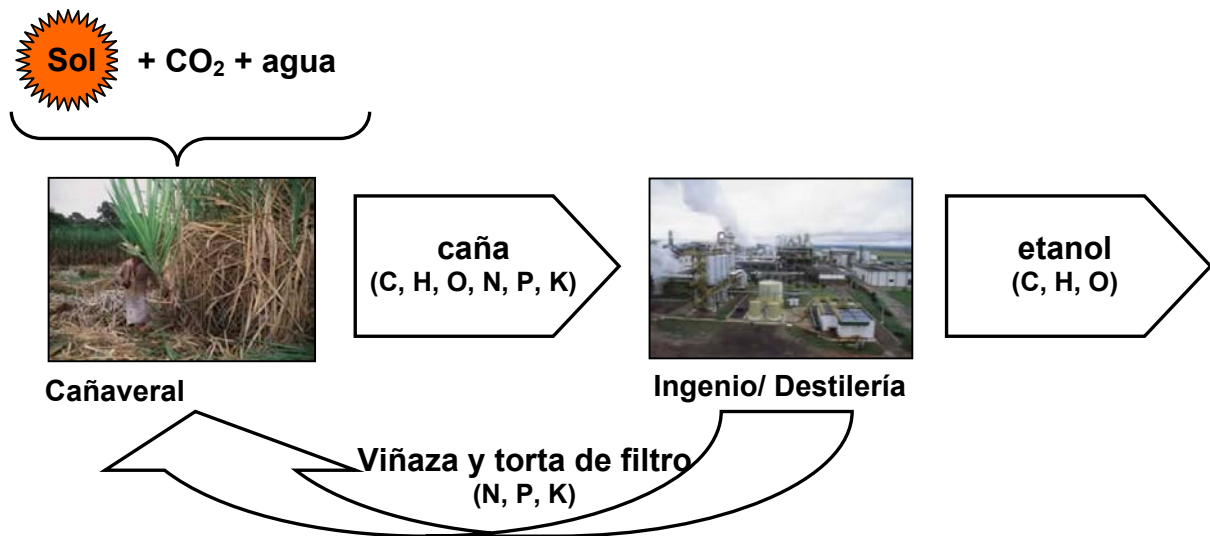 Sol + CO₂ + agua
caña
(C, H, O, N, P, K)
etanol
(C, H, O)
Cañaveral
Ingenio/ Destilería
Viñaza y torta de filtro
(N, P, K)